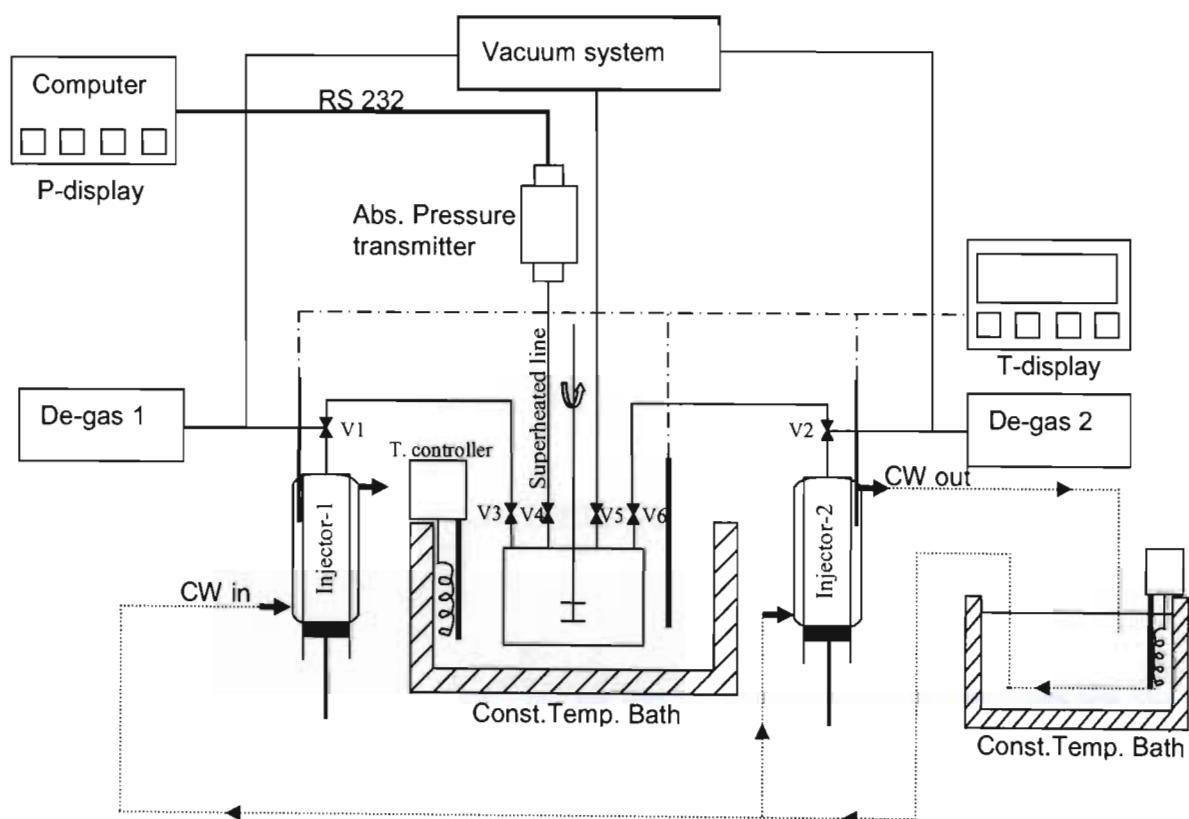 Vacuum system
Computer
RS 232
P-display
Abs. Pressure
transmitter
Superheated line
T-display
De-gas 1
V1
T. controller
V2
De-gas 2
CW out
V3
V4
V5
V6
Injector-1
Injector-2
CW in
Const.Temp. Bath
Const.Temp. Bath